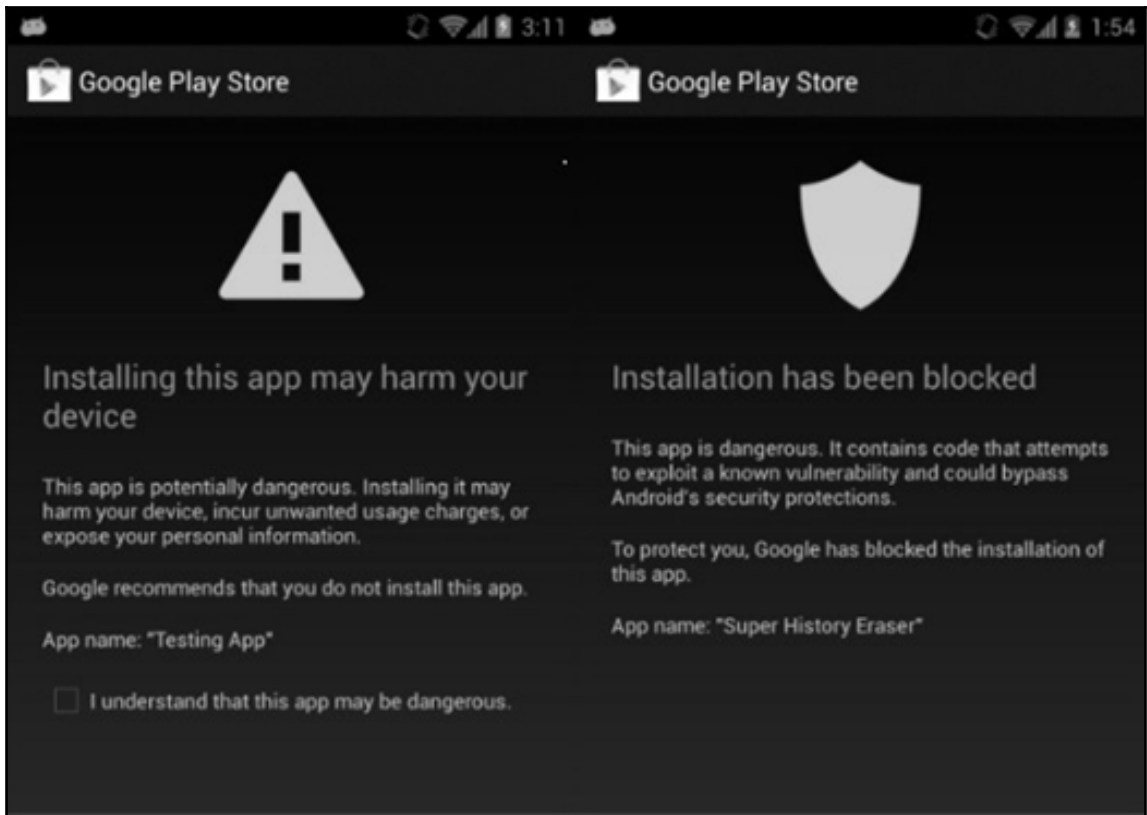 3:11
Google Play Store
Installing this app may harm your
device
This app is potentially dangerous. Installing it may
harm your device, incur unwanted usage charges, or
expose your personal information.
Google recommends that you do not install this app.
App name: "Testing App"
I understand that this app may be dangerous.
1:54
Google Play Store
Installation has been blocked
This app is dangerous. It contains code that attempts
to exploit a known vulnerability and could bypass
Android's security protections.
To protect you, Google has blocked the installation of
this app.
App name: "Super History Eraser"